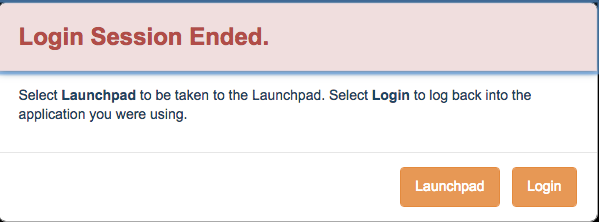 Login Session Ended.
Select Launchpad to be taken to the Launchpad. Select Login to log back into the
application you were using.
Launchpad Login